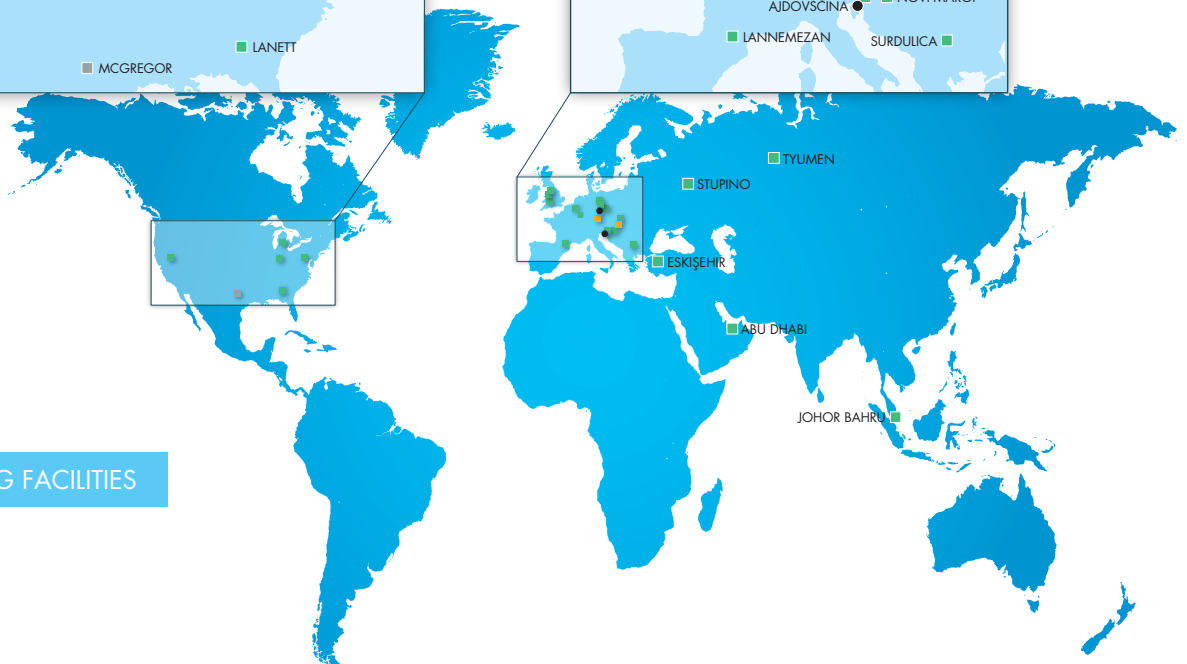 AJDOVSCINA
LANETT
LANNEMEZAN
SURDULICA
MCGREGOR
TYUMEN
STUPINO
ESKIŞEHIR
ABU DHABI
JOHOR BAHRU
G FACILITIES